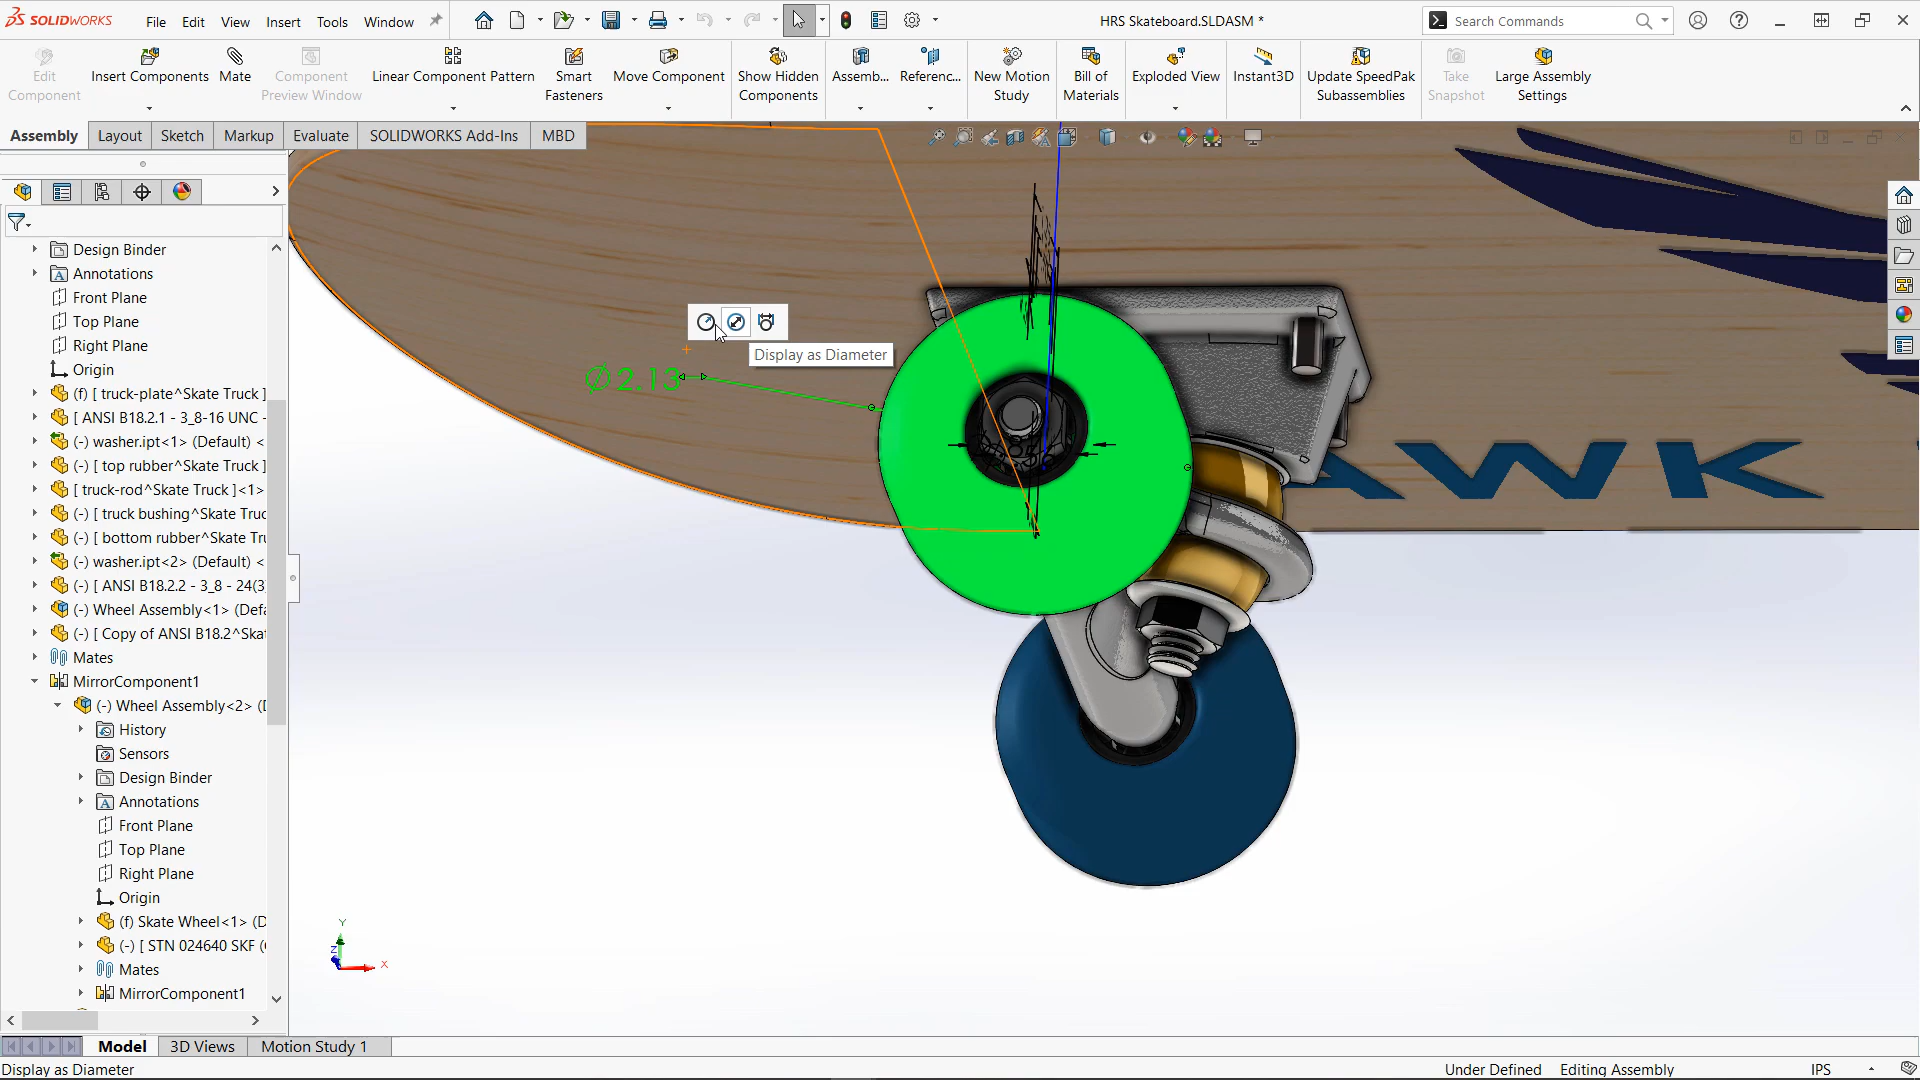 SOLIDWORKS
File Edit View Insert Tools Window
HRS Skateboard.SLDASM *
Search Commands
Edit Component
Insert Components
Mate
Component Preview Window
Linear Component Pattern
Smart Fasteners
Move Component
Show Hidden Components
Assemb...
Referenc...
New Motion Study
Bill of Materials
Exploded View
Instant3D
Update SpeedPak Subassemblies
Take Snapshot
Large Assembly Settings
Assembly Layout Sketch Markup Evaluate SOLIDWORKS Add-Ins MBD
Design Binder
Annotations
Front Plane
Top Plane
Right Plane
Origin
(f) [ truck-plate^Skate Truck ]
[ ANSI B18.2.1 - 3_8-16 UNC -
(-) washer.ipt<1> (Default) <
(-) [ top rubber^Skate Truck ]
[ truck-rod^Skate Truck ]<1>
(-) [ truck bushing^Skate Truc
(-) [ bottom rubber^Skate Tru
(-) washer.ipt<2> (Default) <
(-) [ ANSI B18.2.2 - 3_8 - 24(3
(-) Wheel Assembly<1> (Defa
(-) [ Copy of ANSI B18.2^Skat
Mates
MirrorComponent1
(-) Wheel Assembly<2> (D
History
Sensors
Design Binder
Annotations
Front Plane
Top Plane
Right Plane
Origin
(f) Skate Wheel<1> (D
(-) [ STN 024640 SKF (
Mates
MirrorComponent1
Display as Diameter
∅2.13
AWK
Y
Z
X
Model 3D Views Motion Study 1
Display as Diameter
Under Defined Editing Assembly IPS